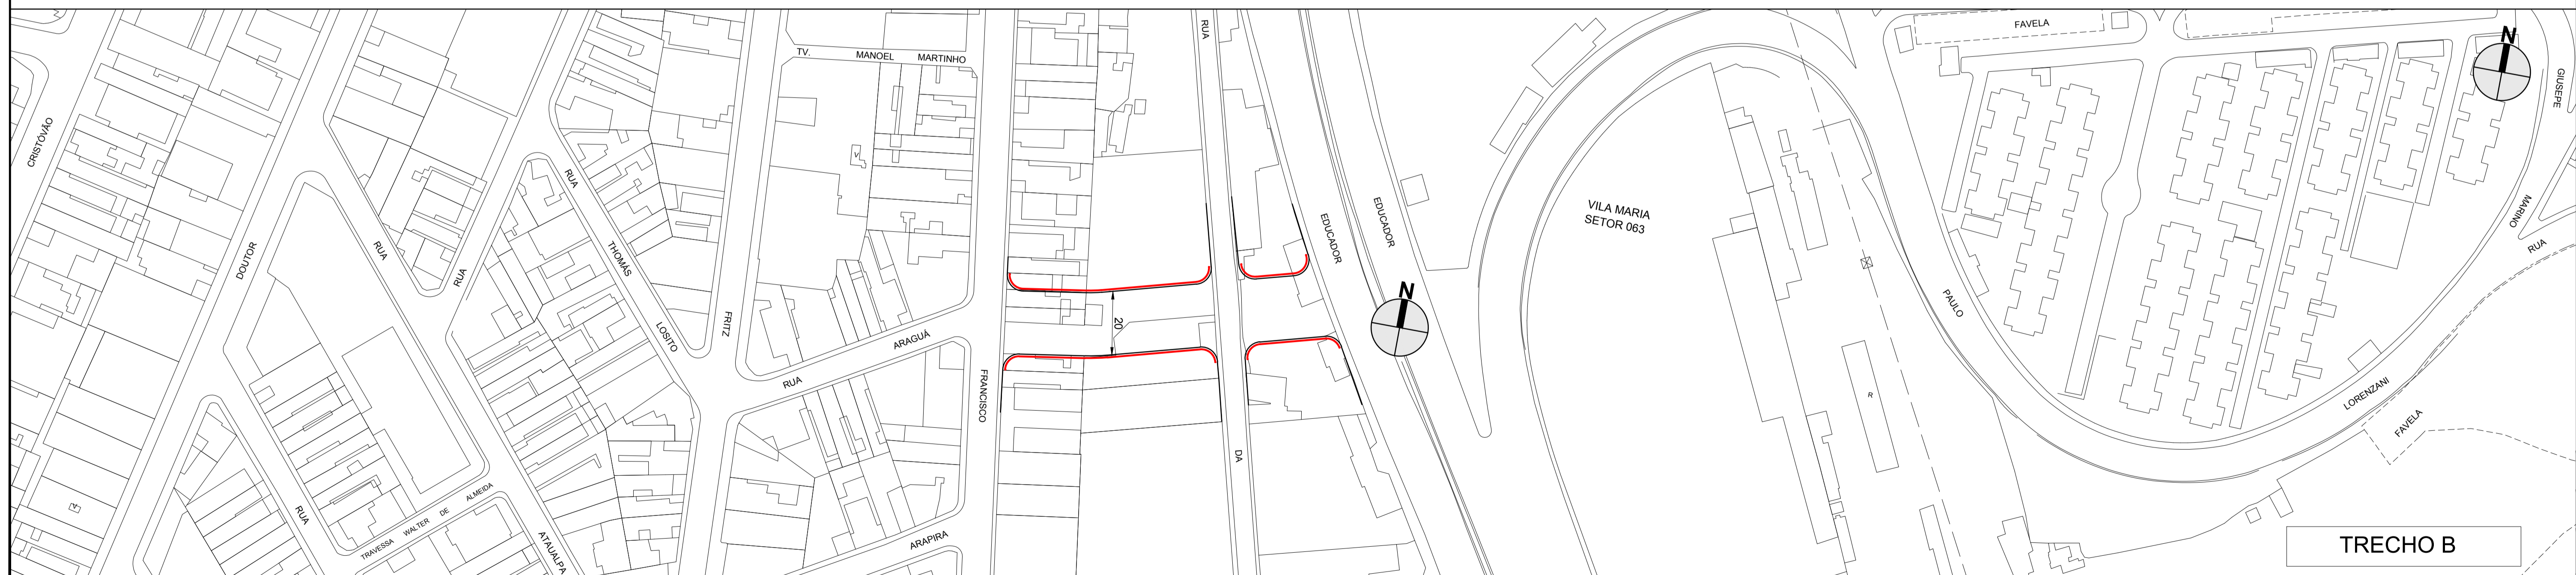 CRISTÓVÃO
DOUTOR
RUA
RUA
RUA
THOMÁS
LOSITO
FRITZ
TV. MANOEL MARTINHO
V.
RUA ARAGUÁ
FRANCISCO
RUA
DA
20
EDUCADOR
EDUCADOR
N
VILA MARIA
SETOR 063
R
FAVELA
N
GIUSEPE
MARINO
RUA
PAULO
LORENZANI
FAVELA
V
RUA
TRAVESSA WALTER DE ALMEIDA
ATAUALPA
ARAPIRA
TRECHO B